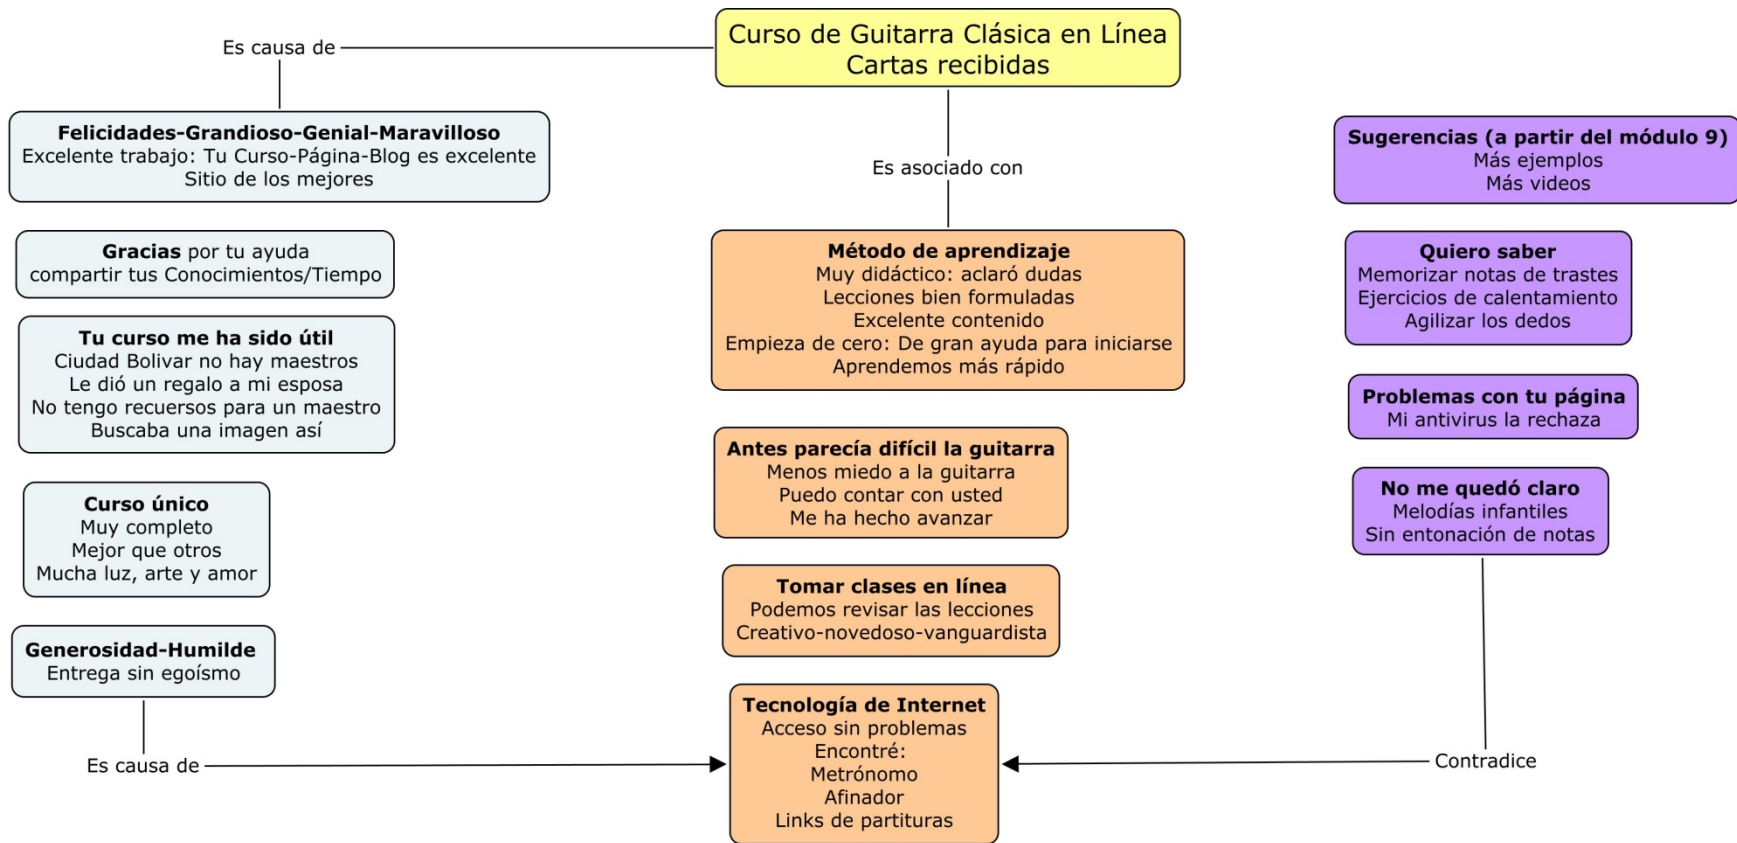 Curso de Guitarra Clásica en Línea
Cartas recibidas
Es causa de
Felicidades-Grandioso-Genial-Maravilloso
Excelente trabajo: Tu Curso-Página-Blog es excelente
Sitio de los mejores
Gracias por tu ayuda
compartir tus Conocimientos/Tiempo
Tu curso me ha sido útil
Ciudad Bolivar no hay maestros
Le dió un regalo a mi esposa
No tengo recuersos para un maestro
Buscaba una imagen así
Curso único
Muy completo
Mejor que otros
Mucha luz, arte y amor
Generosidad-Humilde
Entrega sin egoísmo
Es causa de
Es asociado con
Método de aprendizaje
Muy didáctico: aclaró dudas
Lecciones bien formuladas
Excelente contenido
Empieza de cero: De gran ayuda para iniciarse
Aprendemos más rápido
Antes parecía difícil la guitarra
Menos miedo a la guitarra
Puedo contar con usted
Me ha hecho avanzar
Tomar clases en línea
Podemos revisar las lecciones
Creativo-novedoso-vanguardista
Tecnología de Internet
Acceso sin problemas
Encontré:
Metrónomo
Afinador
Links de partituras
Sugerencias (a partir del módulo 9)
Más ejemplos
Más videos
Quiero saber
Memorizar notas de trastes
Ejercicios de calentamiento
Agilizar los dedos
Problemas con tu página
Mi antivirus la rechaza
No me quedó claro
Melodías infantiles
Sin entonación de notas
Contradice